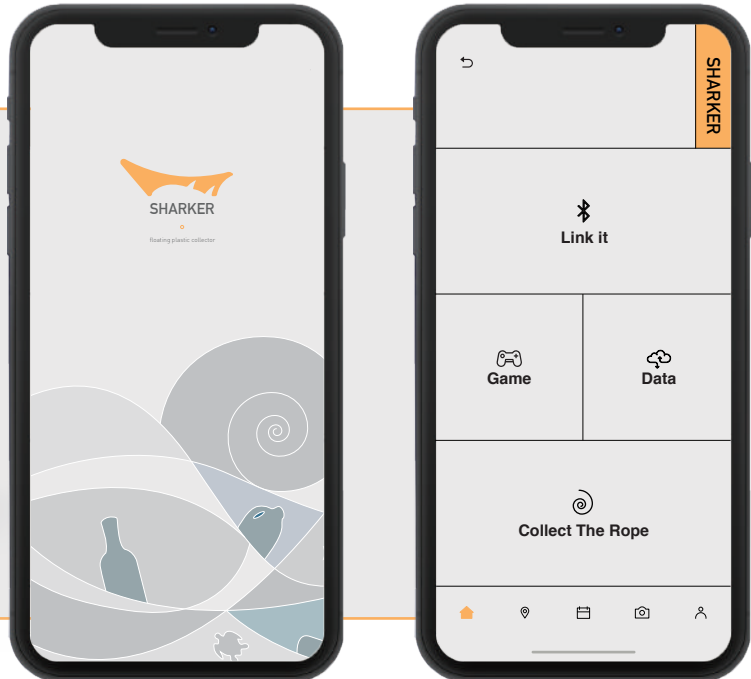 SHARKER
floating plastic collector
SHARKER
Link it
Game
Data
Collect The Rope